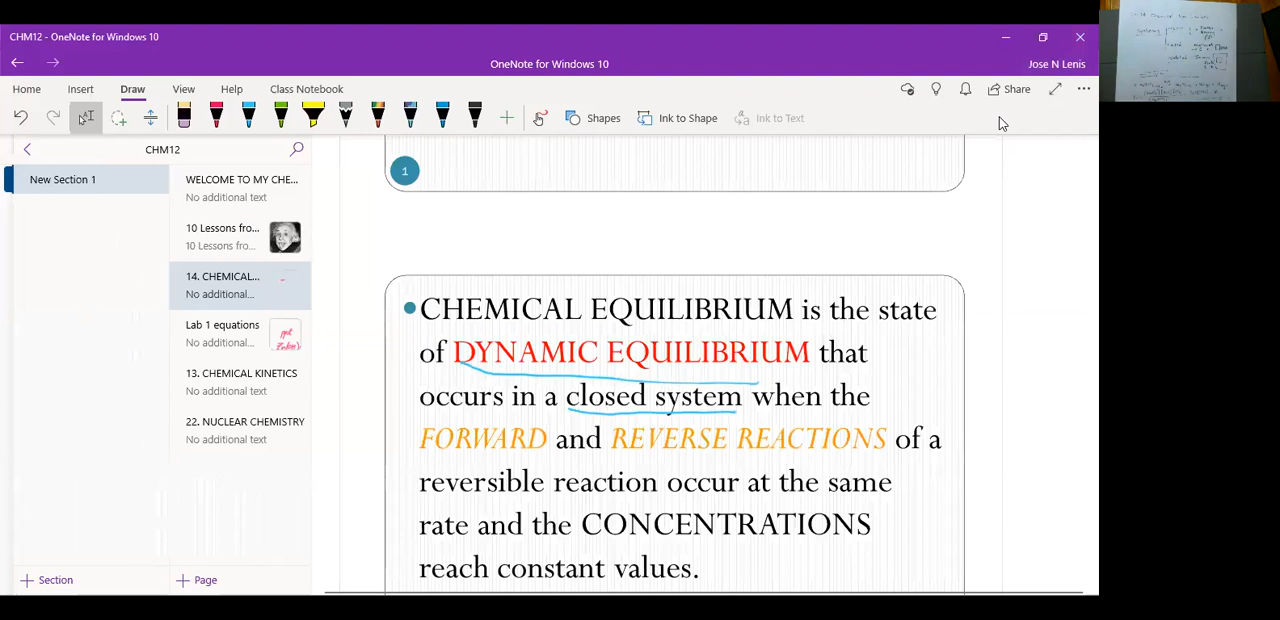 CHM12 - OneNote for Windows 10
OneNote for Windows 10
Jose N Lenis
Home
Insert
Draw
View
Help
Class Notebook
Share
Shapes
Ink to Shape
Ink to Text
CHM12
New Section 1
WELCOME TO MY CHE...
No additional text
10 Lessons fro...
10 Lessons fro...
14. CHEMICAL...
No additional...
Lab 1 equations
No additional...
13. CHEMICAL KINETICS
No additional text
22. NUCLEAR CHEMISTRY
No additional text
Section
Page
1
CHEMICAL EQUILIBRIUM is the state
of DYNAMIC EQUILIBRIUM that
occurs in a closed system when the
FORWARD and REVERSE REACTIONS of a
reversible reaction occur at the same
rate and the CONCENTRATIONS
reach constant values.